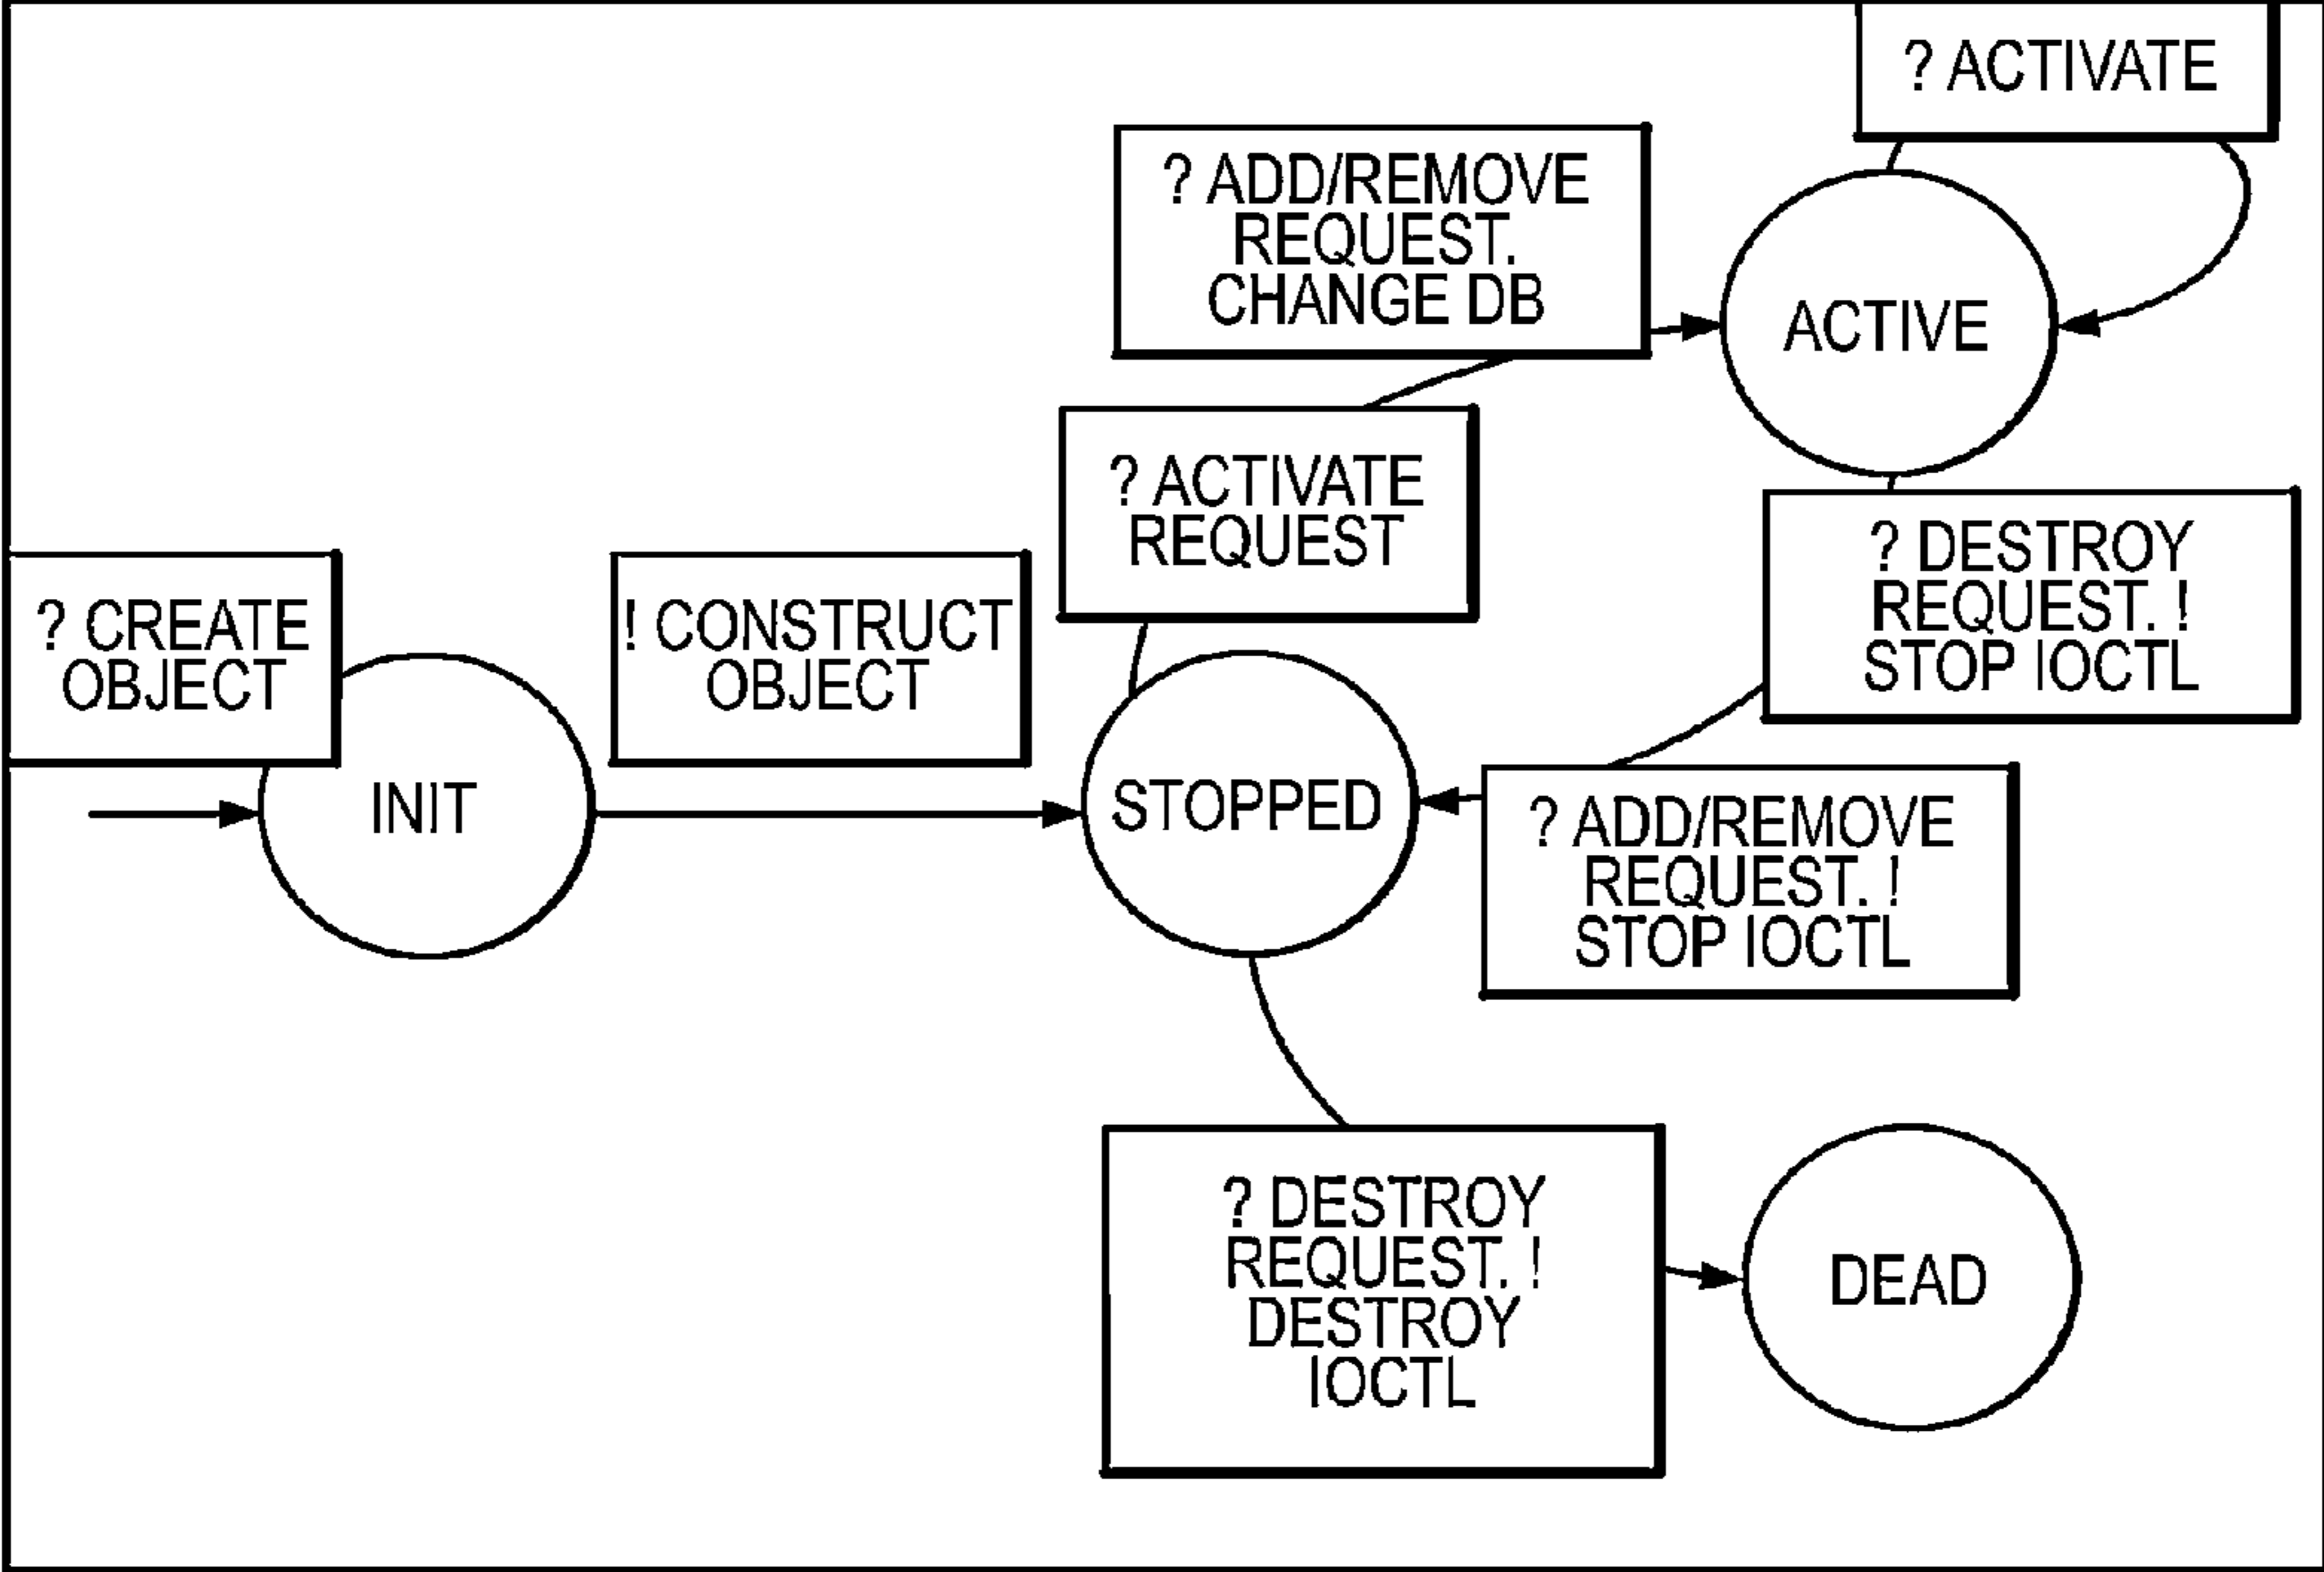 ? ACTIVATE
? ADD/REMOVE
REQUEST.
CHANGE DB
ACTIVE
? ACTIVATE
REQUEST
? DESTROY
REQUEST. !
STOP IOCTL
? CREATE
OBJECT
! CONSTRUCT
OBJECT
INIT
STOPPED
? ADD/REMOVE
REQUEST. !
STOP IOCTL
? DESTROY
REQUEST. !
DESTROY
IOCTL
DEAD